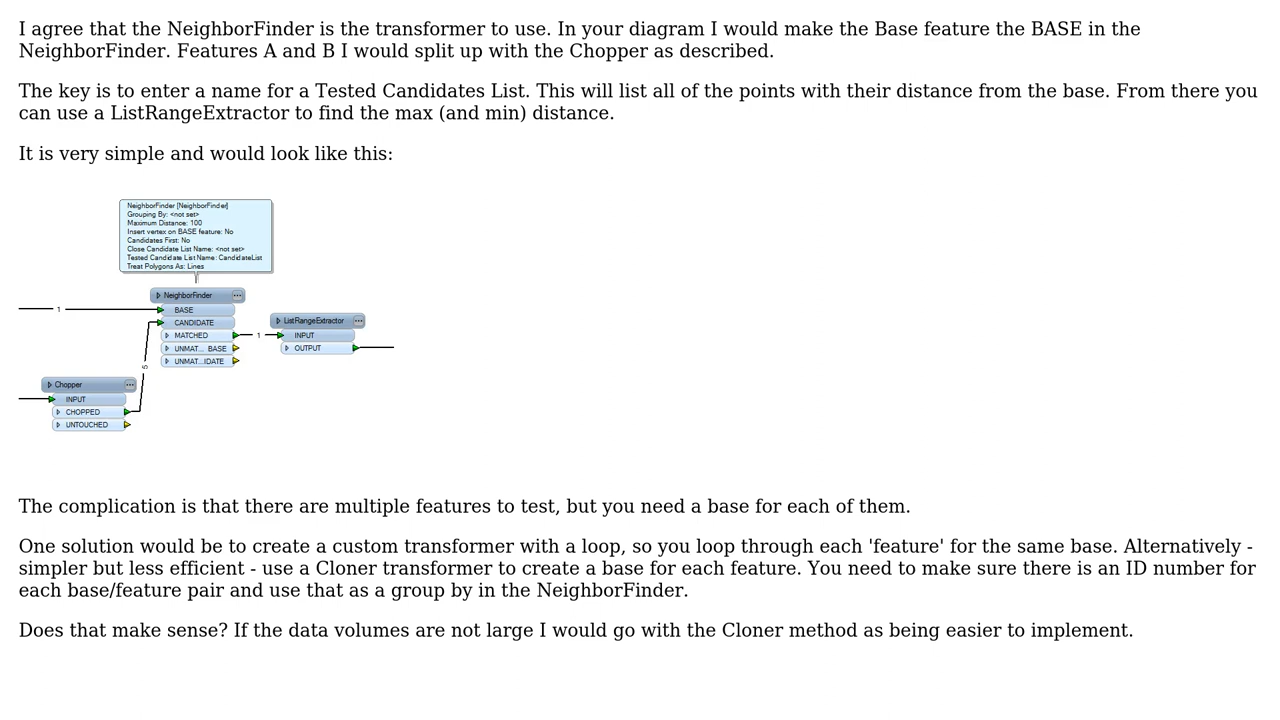 I agree that the NeighborFinder is the transformer to use. In your diagram I would make the Base feature the BASE in the
NeighborFinder. Features A and B I would split up with the Chopper as described.
The key is to enter a name for a Tested Candidates List. This will list all of the points with their distance from the base. From there you
can use a ListRangeExtractor to find the max (and min) distance.
It is very simple and would look like this:
NeighborFinder [NeighborFinder]
Grouping By: <not set>
Maximum Distance: 100
Insert vertex on BASE feature: No
Candidates First: No
Close Candidate List Name: <not set>
Tested Candidate List Name: CandidateList
Treat Polygons As: Lines
NeighborFinder
1
BASE
CANDIDATE
MATCHED
UNMAT... BASE
UNMAT...IDATE
1
ListRangeExtractor
INPUT
OUTPUT
5
Chopper
INPUT
CHOPPED
UNTOUCHED
The complication is that there are multiple features to test, but you need a base for each of them.
One solution would be to create a custom transformer with a loop, so you loop through each 'feature' for the same base. Alternatively -
simpler but less efficient - use a Cloner transformer to create a base for each feature. You need to make sure there is an ID number for
each base/feature pair and use that as a group by in the NeighborFinder.
Does that make sense? If the data volumes are not large I would go with the Cloner method as being easier to implement.